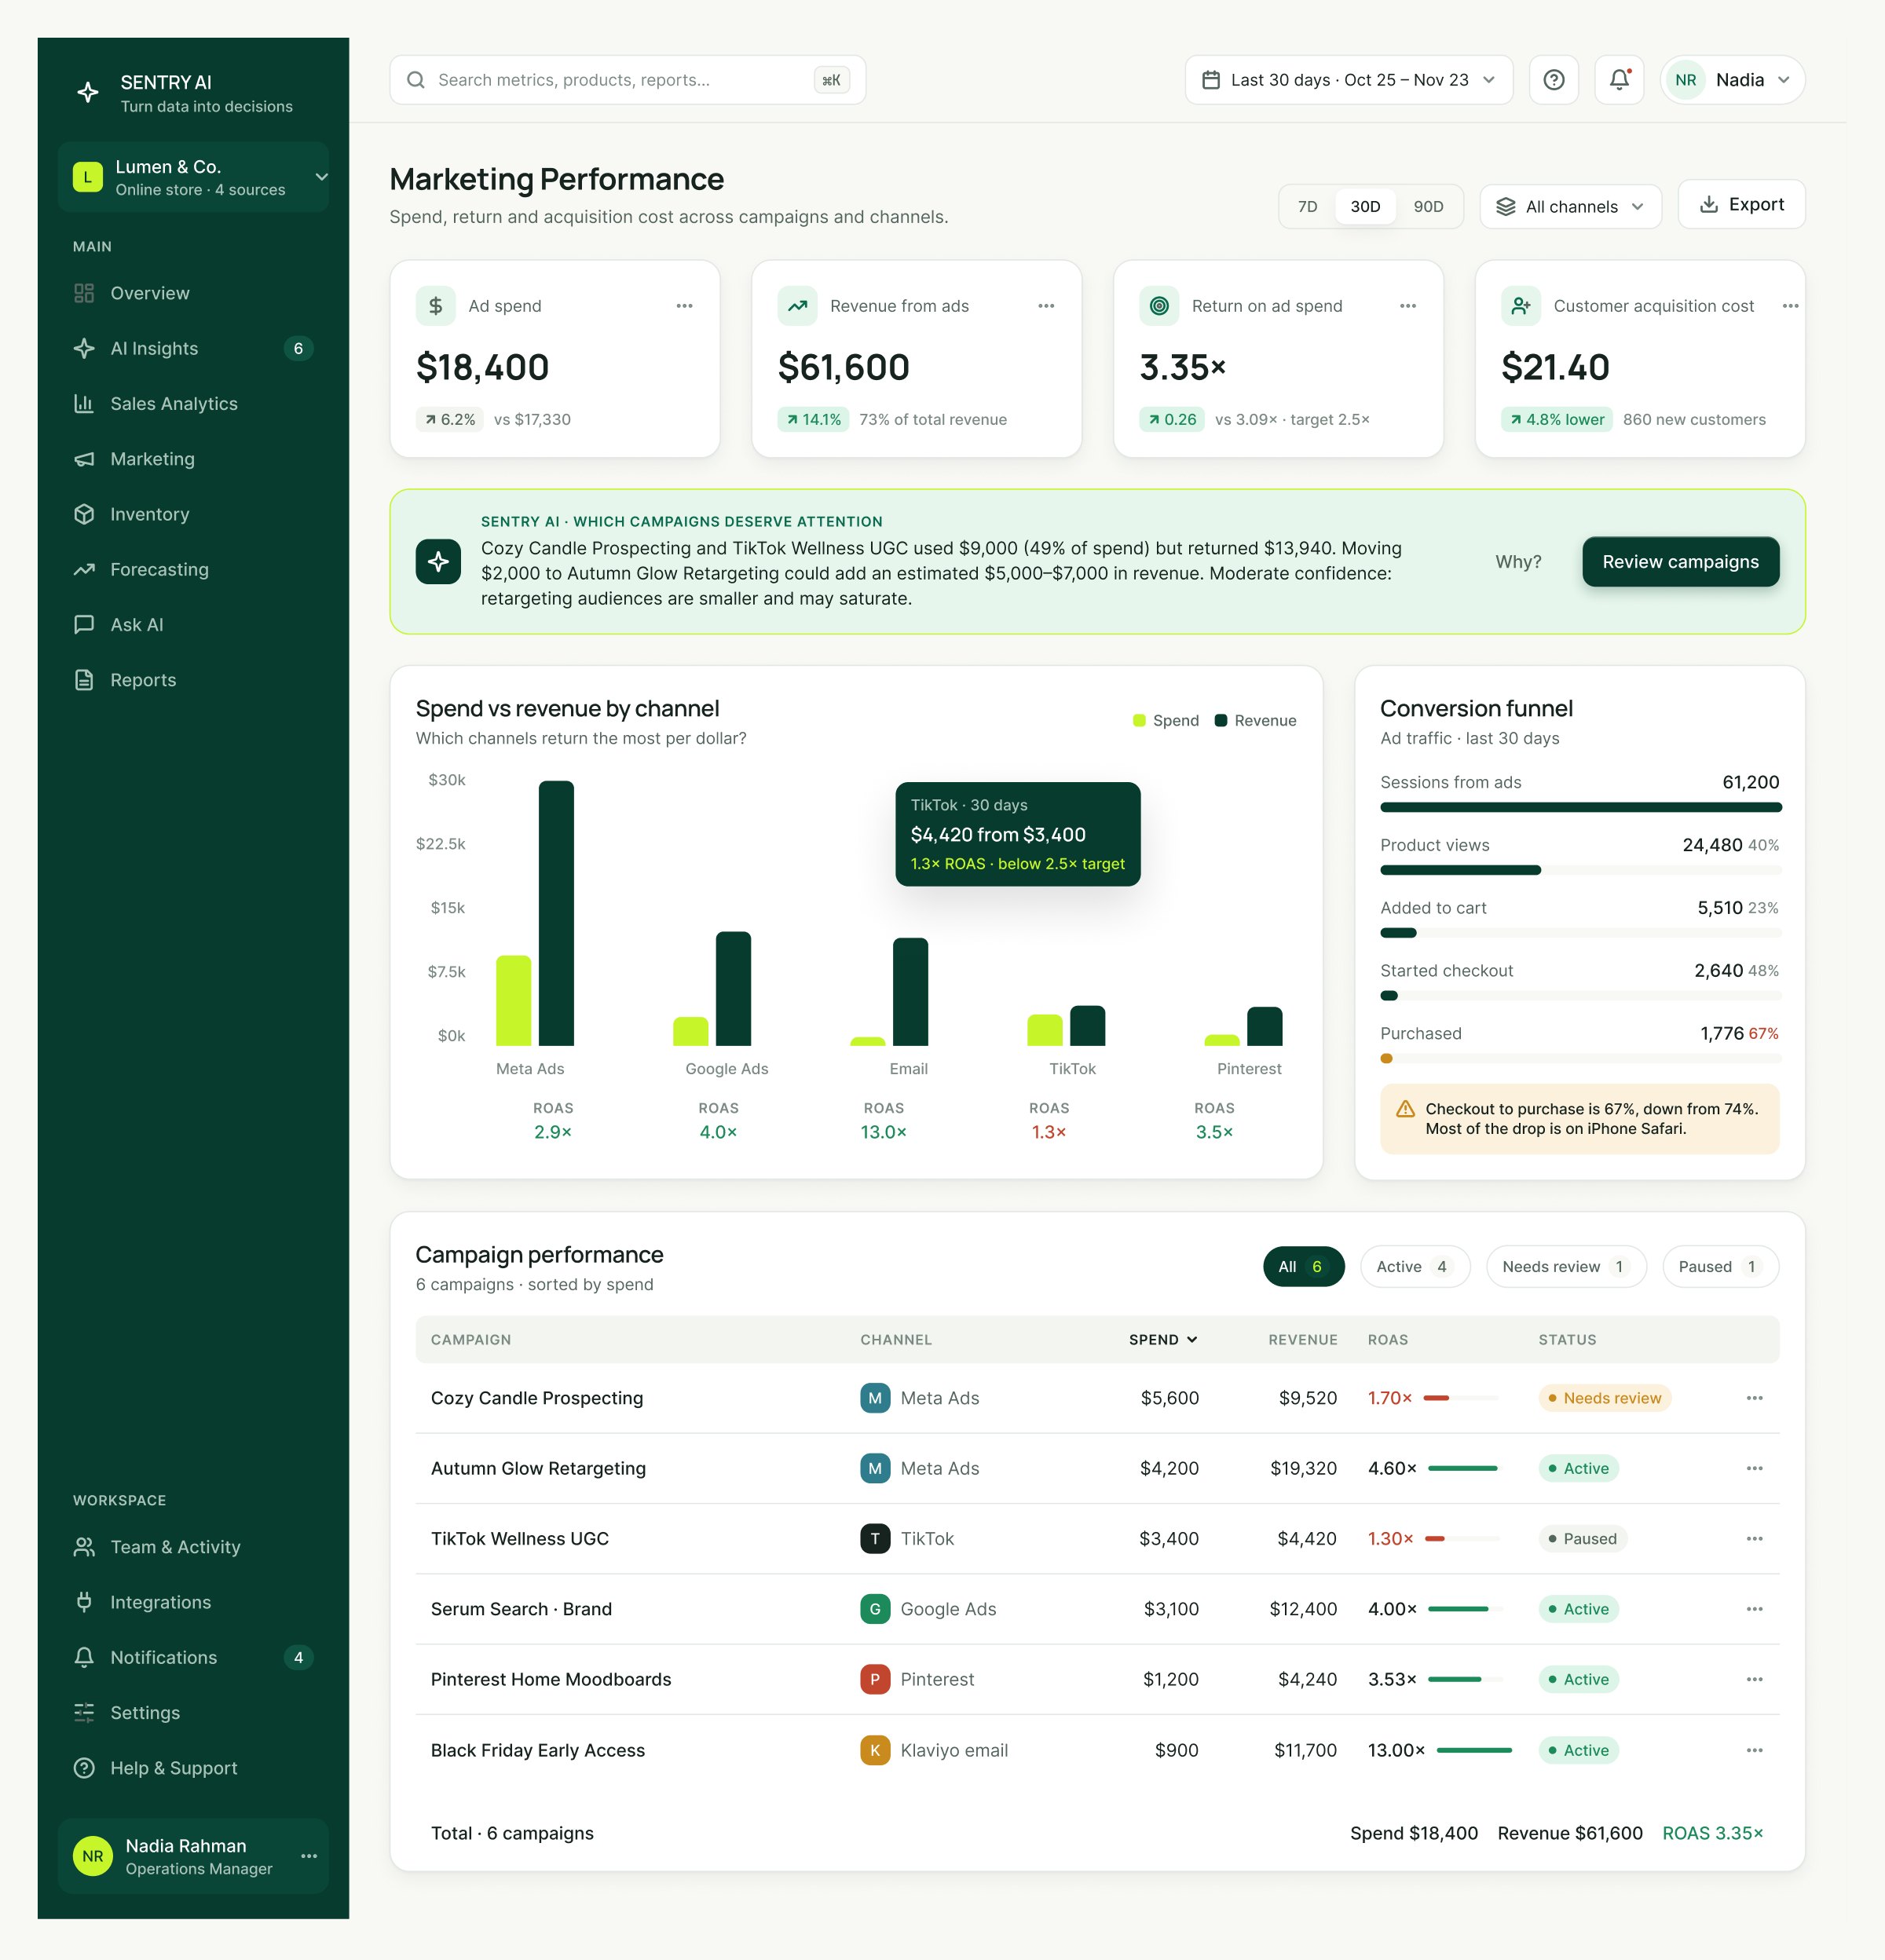 SENTRY AI
Turn data into decisions
L
Lumen & Co.
Online store · 4 sources
MAIN
Overview
AI Insights 6
Sales Analytics
Marketing
Inventory
Forecasting
Ask AI
Reports
WORKSPACE
Team & Activity
Integrations
Notifications 4
Settings
Help & Support
NR
Nadia Rahman
Operations Manager
Search metrics, products, reports... ⌘K
Last 30 days · Oct 25 – Nov 23
NR Nadia
Marketing Performance
Spend, return and acquisition cost across campaigns and channels.
7D 30D 90D
All channels
Export
Ad spend
$18,400
6.2% vs $17,330
Revenue from ads
$61,600
14.1% 73% of total revenue
Return on ad spend
3.35×
0.26 vs 3.09× · target 2.5×
Customer acquisition cost
$21.40
4.8% lower 860 new customers
SENTRY AI · WHICH CAMPAIGNS DESERVE ATTENTION
Cozy Candle Prospecting and TikTok Wellness UGC used $9,000 (49% of spend) but returned $13,940. Moving
$2,000 to Autumn Glow Retargeting could add an estimated $5,000–$7,000 in revenue. Moderate confidence:
retargeting audiences are smaller and may saturate.
Why?
Review campaigns
Spend vs revenue by channel
Which channels return the most per dollar?
Spend Revenue
$30k
$22.5k
$15k
$7.5k
$0k
TikTok · 30 days
$4,420 from $3,400
1.3× ROAS · below 2.5× target
Meta Ads Google Ads Email TikTok Pinterest
ROAS ROAS ROAS ROAS ROAS
2.9× 4.0× 13.0× 1.3× 3.5×
Conversion funnel
Ad traffic · last 30 days
Sessions from ads 61,200
Product views 24,480 40%
Added to cart 5,510 23%
Started checkout 2,640 48%
Purchased 1,776 67%
Checkout to purchase is 67%, down from 74%.
Most of the drop is on iPhone Safari.
Campaign performance
6 campaigns · sorted by spend
All 6 Active 4 Needs review 1 Paused 1
CAMPAIGN CHANNEL SPEND REVENUE ROAS STATUS
Cozy Candle Prospecting M Meta Ads $5,600 $9,520 1.70× Needs review
Autumn Glow Retargeting M Meta Ads $4,200 $19,320 4.60× Active
TikTok Wellness UGC T TikTok $3,400 $4,420 1.30× Paused
Serum Search · Brand G Google Ads $3,100 $12,400 4.00× Active
Pinterest Home Moodboards P Pinterest $1,200 $4,240 3.53× Active
Black Friday Early Access K Klaviyo email $900 $11,700 13.00× Active
Total · 6 campaigns Spend $18,400 Revenue $61,600 ROAS 3.35×